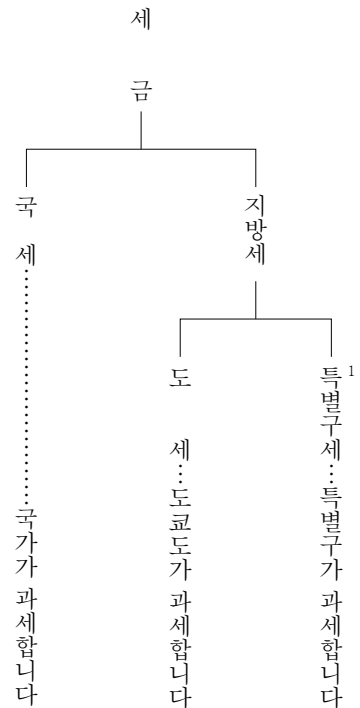 세 금
국 세……국가가 과세합니다
지방세
도 세…도쿄도가 과세합니다
특별구세…특별구가 과세합니다
1